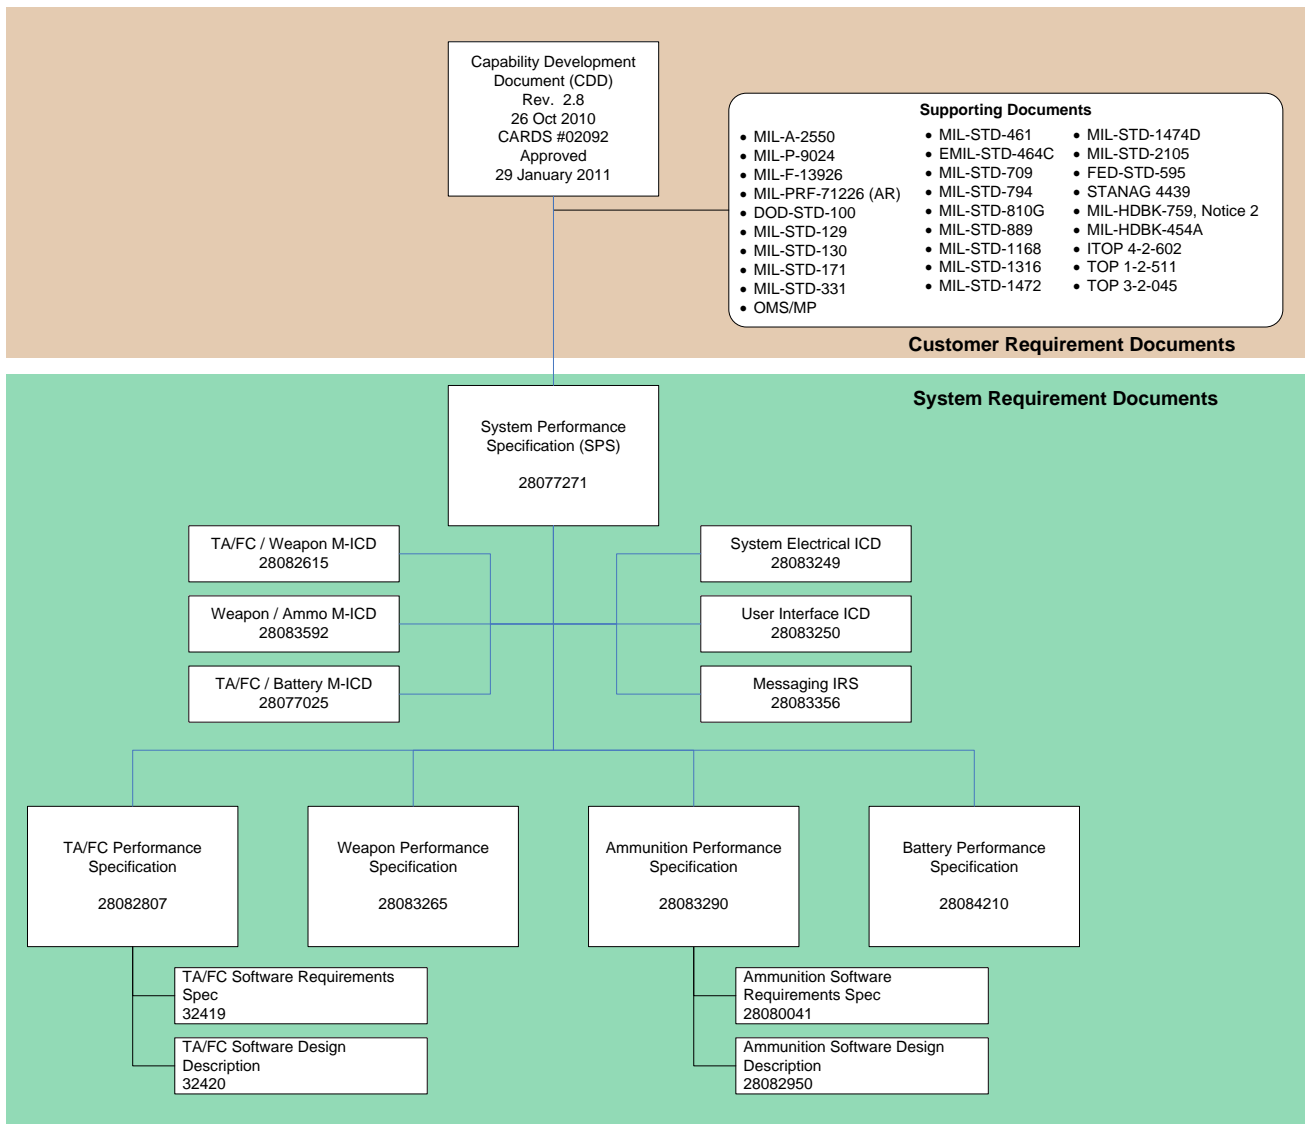 Capability Development
Document (CDD)
Rev. 2.8
26 Oct 2010
CARDS #02092
Approved
29 January 2011
Supporting Documents
• MIL-A-2550
• MIL-P-9024
• MIL-F-13926
• MIL-PRF-71226 (AR)
• DOD-STD-100
• MIL-STD-129
• MIL-STD-130
• MIL-STD-171
• MIL-STD-331
• OMS/MP
• MIL-STD-461
• EMIL-STD-464C
• MIL-STD-709
• MIL-STD-794
• MIL-STD-810G
• MIL-STD-889
• MIL-STD-1168
• MIL-STD-1316
• MIL-STD-1472
• MIL-STD-1474D
• MIL-STD-2105
• FED-STD-595
• STANAG 4439
• MIL-HDBK-759, Notice 2
• MIL-HDBK-454A
• ITOP 4-2-602
• TOP 1-2-511
• TOP 3-2-045
Customer Requirement Documents
System Requirement Documents
System Performance
Specification (SPS)
28077271
TA/FC / Weapon M-ICD
28082615
Weapon / Ammo M-ICD
28083592
TA/FC / Battery M-ICD
28077025
System Electrical ICD
28083249
User Interface ICD
28083250
Messaging IRS
28083356
TA/FC Performance
Specification
28082807
Weapon Performance
Specification
28083265
Ammunition Performance
Specification
28083290
Battery Performance
Specification
28084210
TA/FC Software Requirements
Spec
32419
TA/FC Software Design
Description
32420
Ammunition Software
Requirements Spec
28080041
Ammunition Software Design
Description
28082950